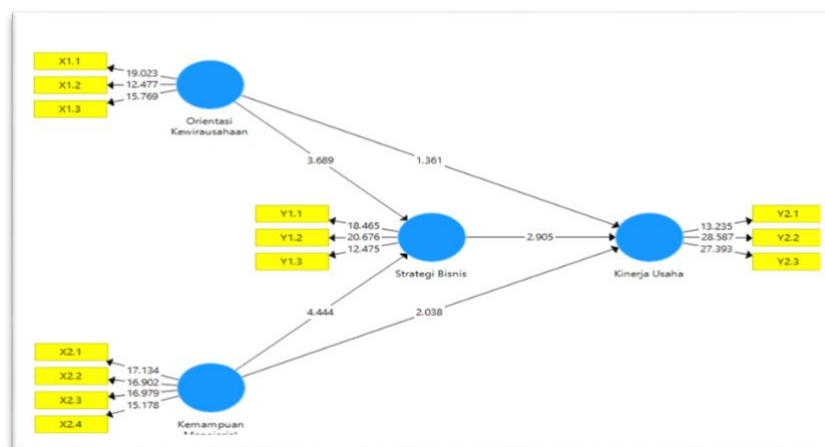 X1.1
X1.2
X1.3
19.023
12.477
15.769
Orientasi
Kewirausahaan
3.689
1.361
Y1.1
Y1.2
Y1.3
18.465
20.676
12.475
Strategi Bisnis
2.905
13.235
28.587
27.393
Y2.1
Y2.2
Y2.3
Kinerja Usaha
4.444
2.038
X2.1
X2.2
X2.3
X2.4
17.134
16.902
16.979
15.178
Kemampuan